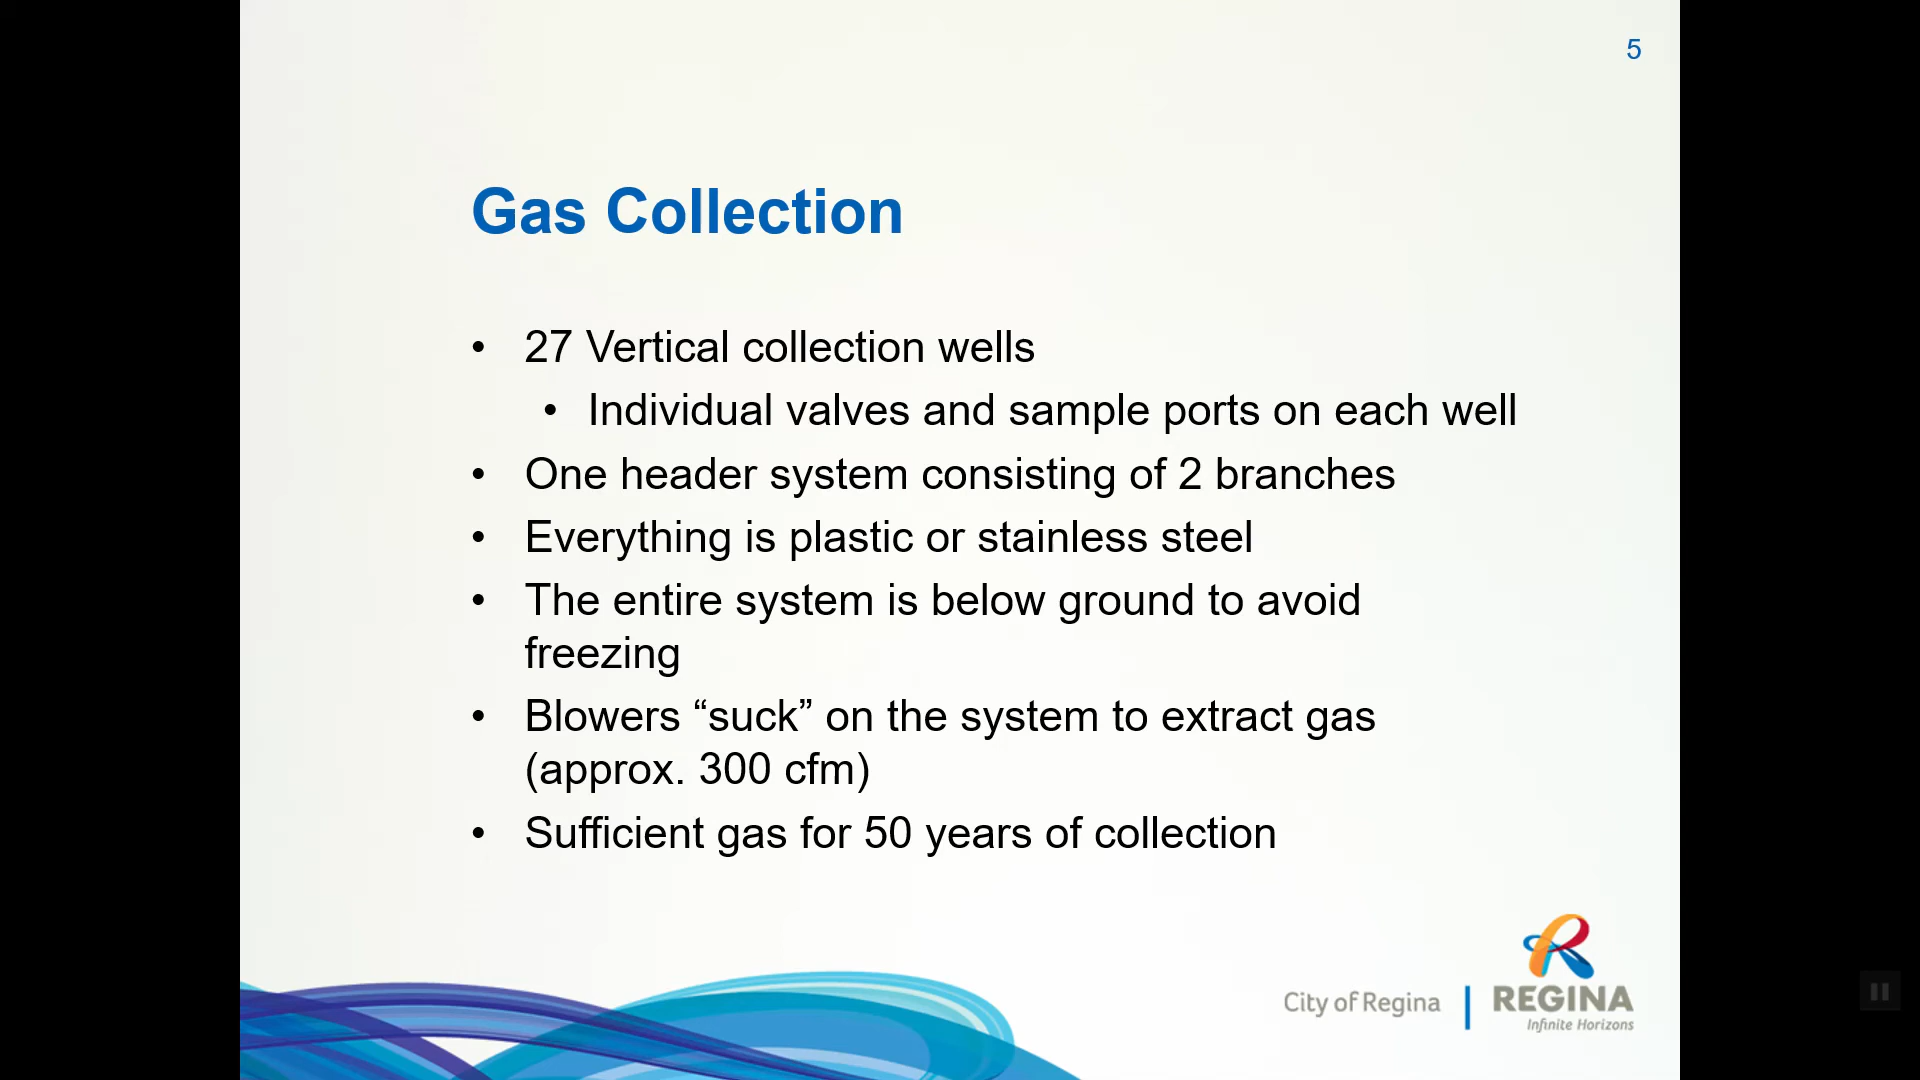 5
Gas Collection
• 27 Vertical collection wells
• Individual valves and sample ports on each well
• One header system consisting of 2 branches
• Everything is plastic or stainless steel
• The entire system is below ground to avoid
freezing
• Blowers “suck” on the system to extract gas
(approx. 300 cfm)
• Sufficient gas for 50 years of collection
City of Regina | REGINA
Infinite Horizons